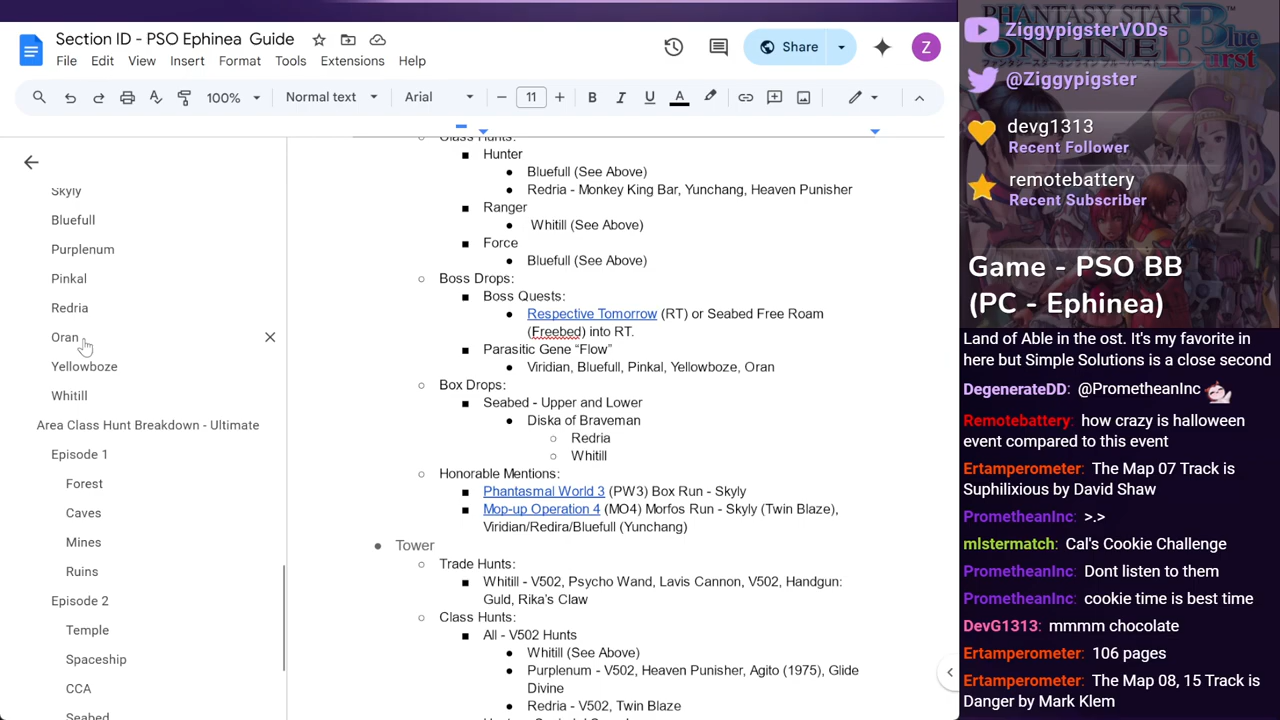 Section ID - PSO Ephinea Guide
File Edit View Insert Format Tools Extensions Help
Share
Z
100% Normal text Arial 11 B I U A
Skyly
Bluefull
Purplenum
Pinkal
Redria
Oran
Yellowboze
Whitill
Area Class Hunt Breakdown - Ultimate
Episode 1
Forest
Caves
Mines
Ruins
Episode 2
Temple
Spaceship
CCA
Seabed
Class Hunts:
Hunter
Bluefull (See Above)
Redria - Monkey King Bar, Yunchang, Heaven Punisher
Ranger
Whitill (See Above)
Force
Bluefull (See Above)
Boss Drops:
Boss Quests:
Respective Tomorrow (RT) or Seabed Free Roam
(Freebed) into RT.
Parasitic Gene “Flow”
Viridian, Bluefull, Pinkal, Yellowboze, Oran
Box Drops:
Seabed - Upper and Lower
Diska of Braveman
Redria
Whitill
Honorable Mentions:
Phantasmal World 3 (PW3) Box Run - Skyly
Mop-up Operation 4 (MO4) Morfos Run - Skyly (Twin Blaze),
Viridian/Redira/Bluefull (Yunchang)
Tower
Trade Hunts:
Whitill - V502, Psycho Wand, Lavis Cannon, V502, Handgun:
Guld, Rika's Claw
Class Hunts:
All - V502 Hunts
Whitill (See Above)
Purplenum - V502, Heaven Punisher, Agito (1975), Glide
Divine
Redria - V502, Twin Blaze
PHANTASY STAR
ONLINE Blue Burst
ZiggypigsterVODs
@Ziggypigster
devg1313
Recent Follower
remotebattery
Recent Subscriber
Game - PSO BB
(PC - Ephinea)
Land of Able in the ost. It's my favorite in
here but Simple Solutions is a close second
DegenerateDD: @PrometheanInc
Remotebattery: how crazy is halloween
event compared to this event
Ertamperometer: The Map 07 Track is
Suphilixious by David Shaw
PrometheanInc: >.>
mlstermatch: Cal's Cookie Challenge
PrometheanInc: Dont listen to them
PrometheanInc: cookie time is best time
DevG1313: mmmm chocolate
Ertamperometer: 106 pages
Ertamperometer: The Map 08, 15 Track is
Danger by Mark Klem